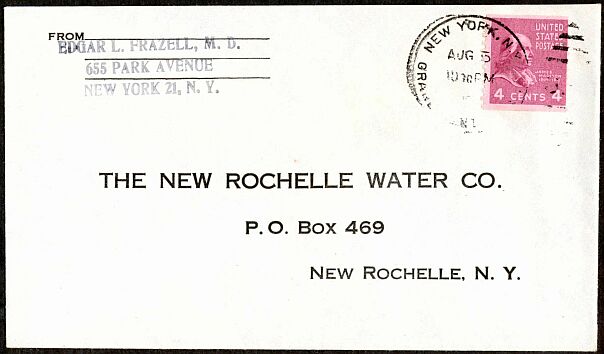 FROM
EDGAR L. FRAZELL, M. D.
655 PARK AVENUE
NEW YORK 21, N. Y.
NEW YORK, N.Y.
AUG
PM
UNITED
STATES
POSTAGE
4 CENTS 4
THE NEW ROCHELLE WATER CO.
P. O. BOX 469
NEW ROCHELLE, N. Y.